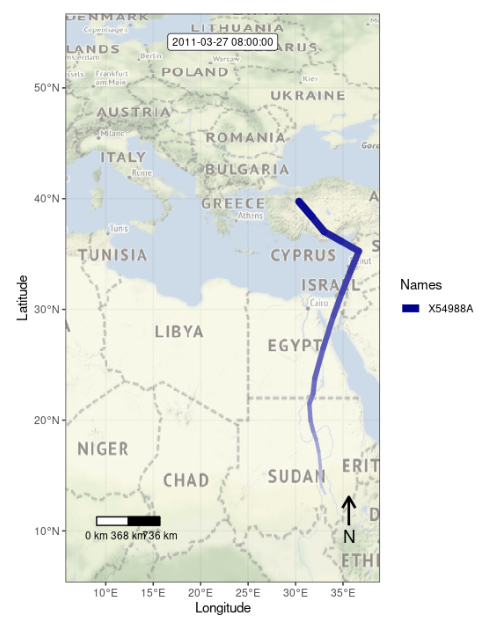 DENMARK
Copenhagen
LITHUANIA
2011-03-27 08:00:00
ARUS
LANDS
Berlin
Warsaw
POLAND
Frankfurt
am Main
Kiev
UKRAINE
AUSTRIA
Milano
ROMANIA
ITALY
BULGARIA
Rome
GREECE
Athens
Tunis
TUNISIA
CYPRUS
S
ISRAEL
Cairo
LIBYA
EGYPT
NIGER
CHAD
SUDAN
ERIT
D
ETHI
N
0 km 368 km 736 km
50°N
40°N
30°N
20°N
10°N
10°E 15°E 20°E 25°E 30°E 35°E
Longitude
Latitude
Names
X54988A